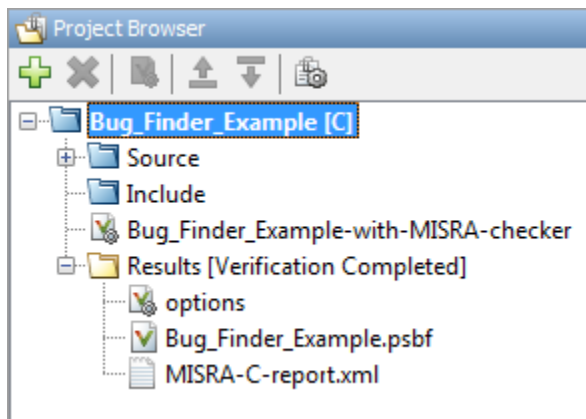 Project Browser
Bug_Finder_Example [C]
Source
Include
Bug_Finder_Example-with-MISRA-checker
Results [Verification Completed]
options
Bug_Finder_Example.psbf
MISRA-C-report.xml